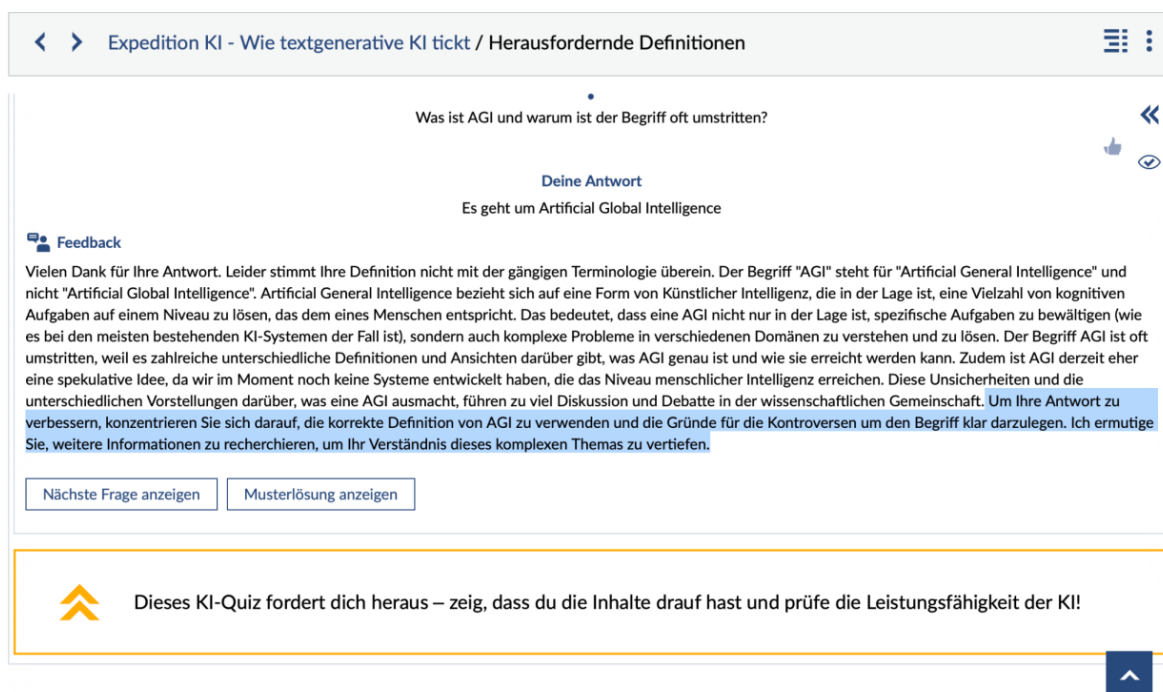 Expedition KI - Wie textgenerative KI tickt / Herausfordernde Definitionen
Was ist AGI und warum ist der Begriff oft umstritten?
Deine Antwort
Es geht um Artificial Global Intelligence
Feedback
Vielen Dank für Ihre Antwort. Leider stimmt Ihre Definition nicht mit der gängigen Terminologie überein. Der Begriff "AGI" steht für "Artificial General Intelligence" und
nicht "Artificial Global Intelligence". Artificial General Intelligence bezieht sich auf eine Form von Künstlicher Intelligenz, die in der Lage ist, eine Vielzahl von kognitiven
Aufgaben auf einem Niveau zu lösen, das dem eines Menschen entspricht. Das bedeutet, dass eine AGI nicht nur in der Lage ist, spezifische Aufgaben zu bewältigen (wie
es bei den meisten bestehenden KI-Systemen der Fall ist), sondern auch komplexe Probleme in verschiedenen Domänen zu verstehen und zu lösen. Der Begriff AGI ist oft
umstritten, weil es zahlreiche unterschiedliche Definitionen und Ansichten darüber gibt, was AGI genau ist und wie sie erreicht werden kann. Zudem ist AGI derzeit eher
eine spekulative Idee, da wir im Moment noch keine Systeme entwickelt haben, die das Niveau menschlicher Intelligenz erreichen. Diese Unsicherheiten und die
unterschiedlichen Vorstellungen darüber, was eine AGI ausmacht, führen zu viel Diskussion und Debatte in der wissenschaftlichen Gemeinschaft. Um Ihre Antwort zu
verbessern, konzentrieren Sie sich darauf, die korrekte Definition von AGI zu verwenden und die Gründe für die Kontroversen um den Begriff klar darzulegen. Ich ermutige
Sie, weitere Informationen zu recherchieren, um Ihr Verständnis dieses komplexen Themas zu vertiefen.
Nächste Frage anzeigen Musterlösung anzeigen
Dieses KI-Quiz fordert dich heraus – zeig, dass du die Inhalte drauf hast und prüfe die Leistungsfähigkeit der KI!